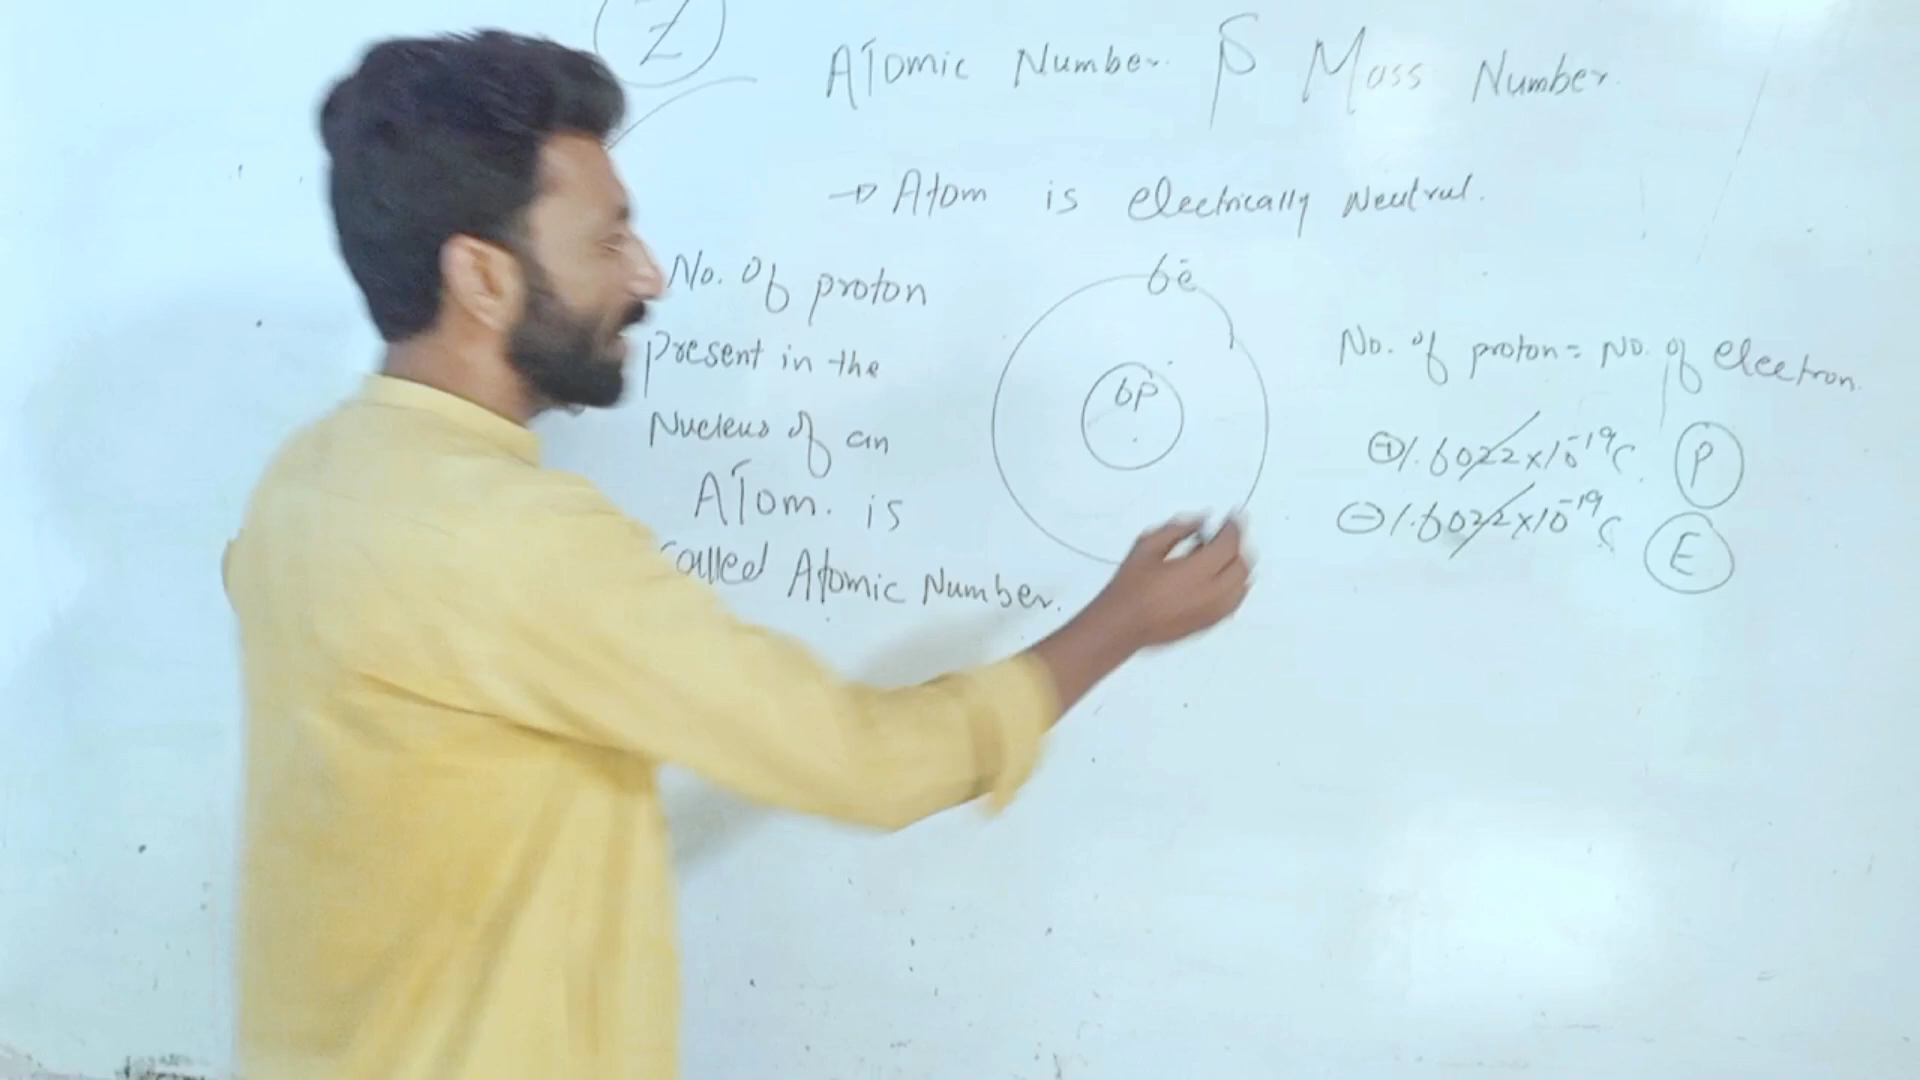 Z
Atomic Number & Mass Number.
→ Atom is electrically Neutral.
No. of proton
present in the
Nucleus of an
Atom. is
called Atomic Number.
6e⁻
6P
No. of proton = No. of electron.
⊕1.6022×10⁻¹⁹C. P
⊖1.6022×10⁻¹⁹C E